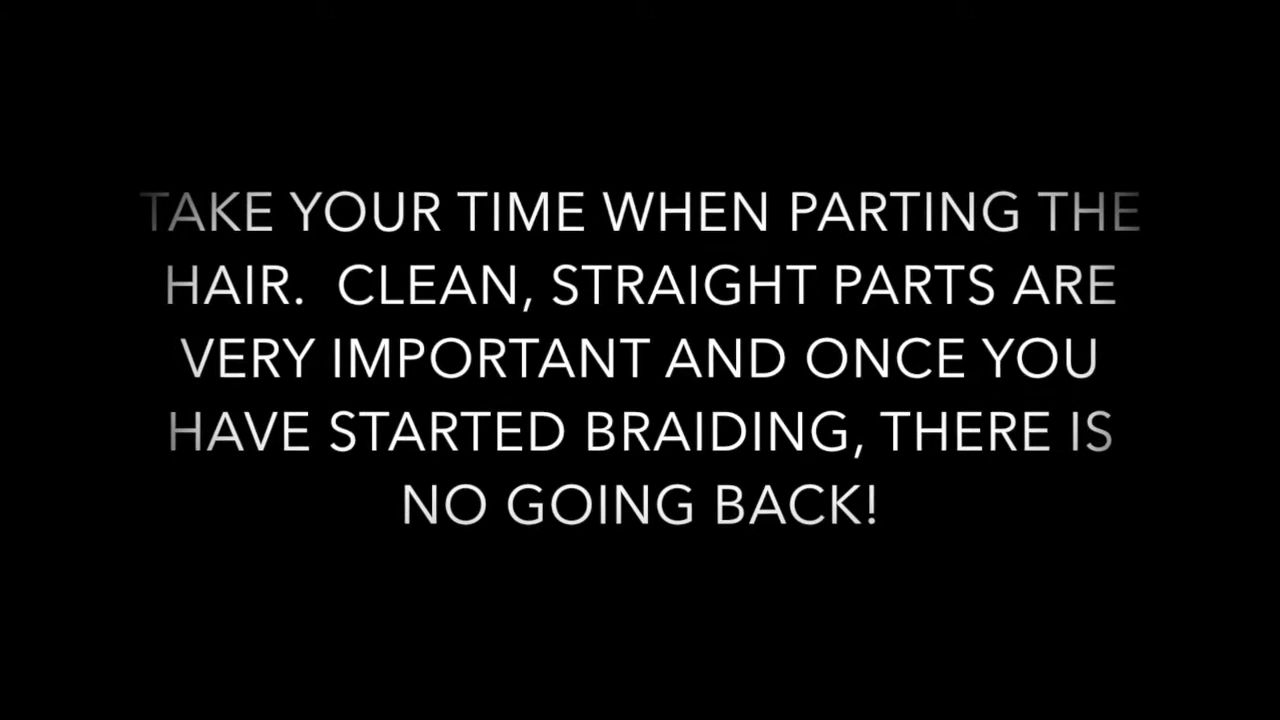 TAKE YOUR TIME WHEN PARTING THE
HAIR.  CLEAN, STRAIGHT PARTS ARE
VERY IMPORTANT AND ONCE YOU
HAVE STARTED BRAIDING, THERE IS
NO GOING BACK!